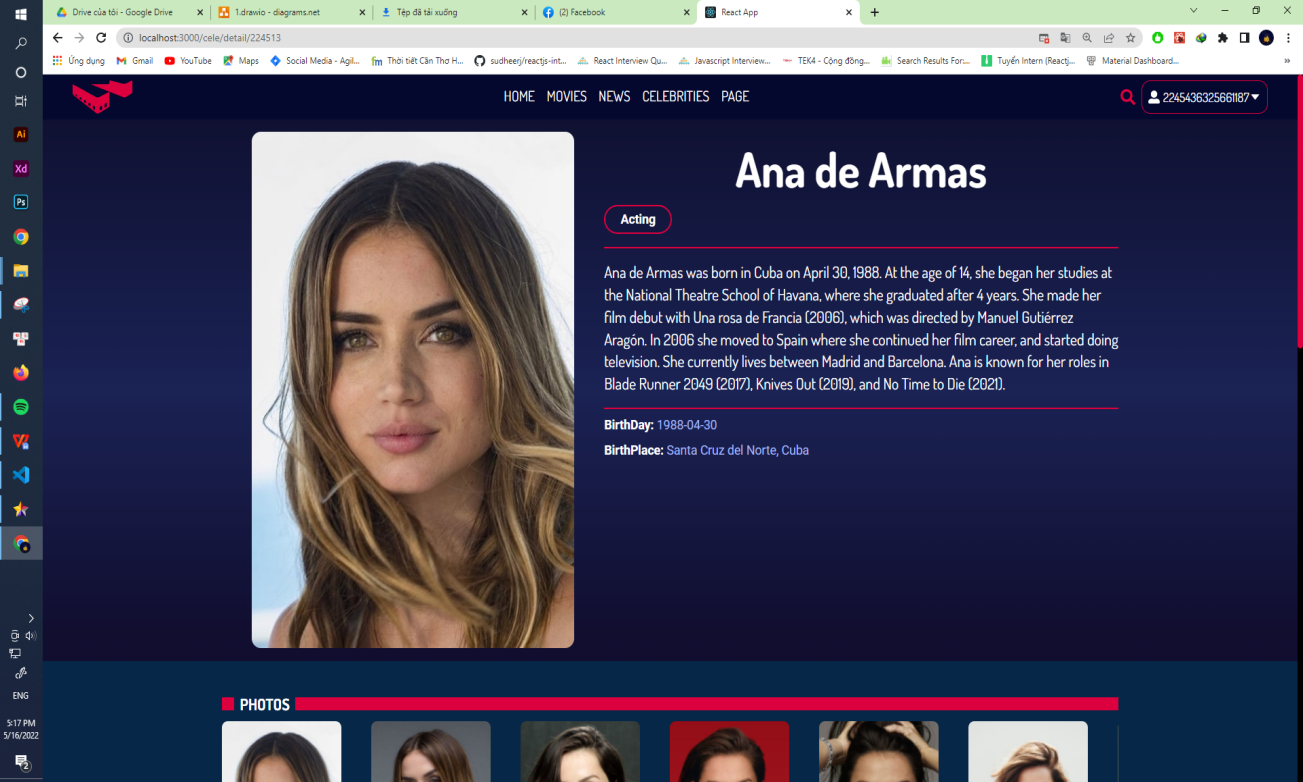 Drive của tôi - Google Drive
1.drawio - diagrams.net
Tệp đã tải xuống
(2) Facebook
React App
localhost:3000/cele/detail/224513
Ứng dụng
Gmail
YouTube
Maps
Social Media - Agil...
Thời tiết Cần Thơ H...
sudheerj/reactjs-int...
React Interview Qu...
Javascript Interview...
TEK4 - Cộng đồng...
Search Results For:...
Tuyển Intern (Reactj...
Material Dashboard...
HOME MOVIES NEWS CELEBRITIES PAGE
2245436325661187
Ana de Armas
Acting
Ana de Armas was born in Cuba on April 30, 1988. At the age of 14, she began her studies at
the National Theatre School of Havana, where she graduated after 4 years. She made her
film debut with Una rosa de Francia (2006), which was directed by Manuel Gutiérrez
Aragón. In 2006 she moved to Spain where she continued her film career, and started doing
television. She currently lives between Madrid and Barcelona. Ana is known for her roles in
Blade Runner 2049 (2017), Knives Out (2019), and No Time to Die (2021).
BirthDay: 1988-04-30
BirthPlace: Santa Cruz del Norte, Cuba
PHOTOS
Ai
Xd
Ps
ENG
5:17 PM
5/16/2022
2